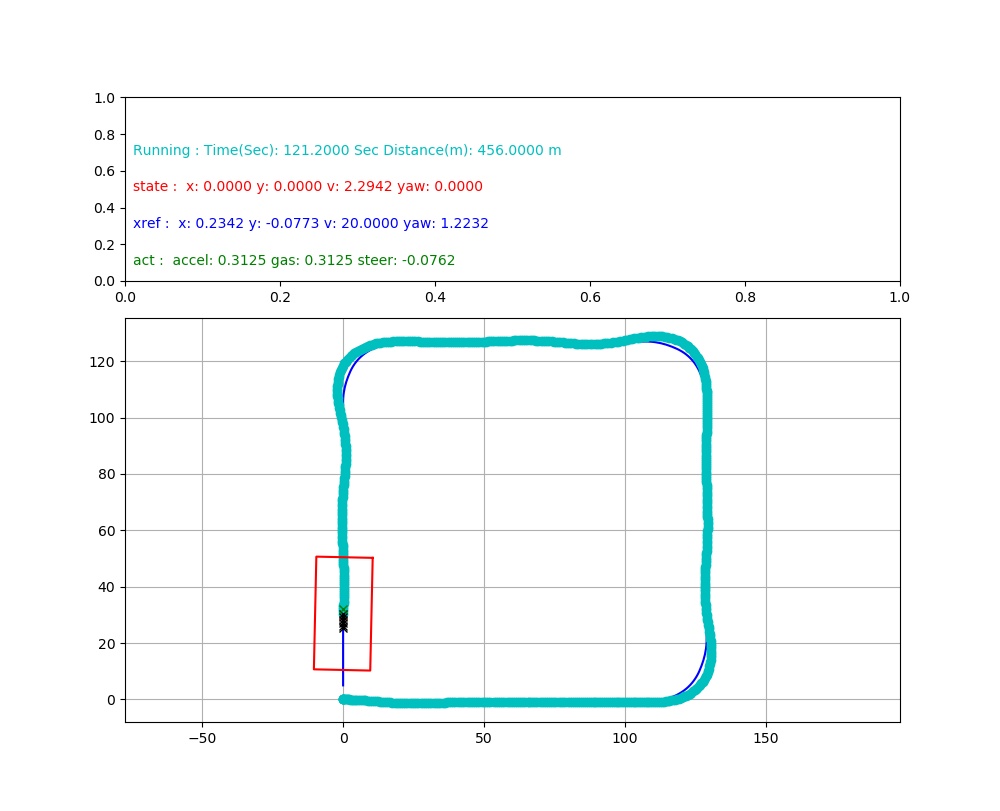 1.0
0.8
Running : Time(Sec): 121.2000 Sec Distance(m): 456.0000 m
0.6
state :  x: 0.0000 y: 0.0000 v: 2.2942 yaw: 0.0000
0.4
xref :  x: 0.2342 y: -0.0773 v: 20.0000 yaw: 1.2232
0.2
act :  accel: 0.3125 gas: 0.3125 steer: -0.0762
0.0
0.0 0.2 0.4 0.6 0.8 1.0
120
100
80
60
40
20
0
−50 0 50 100 150